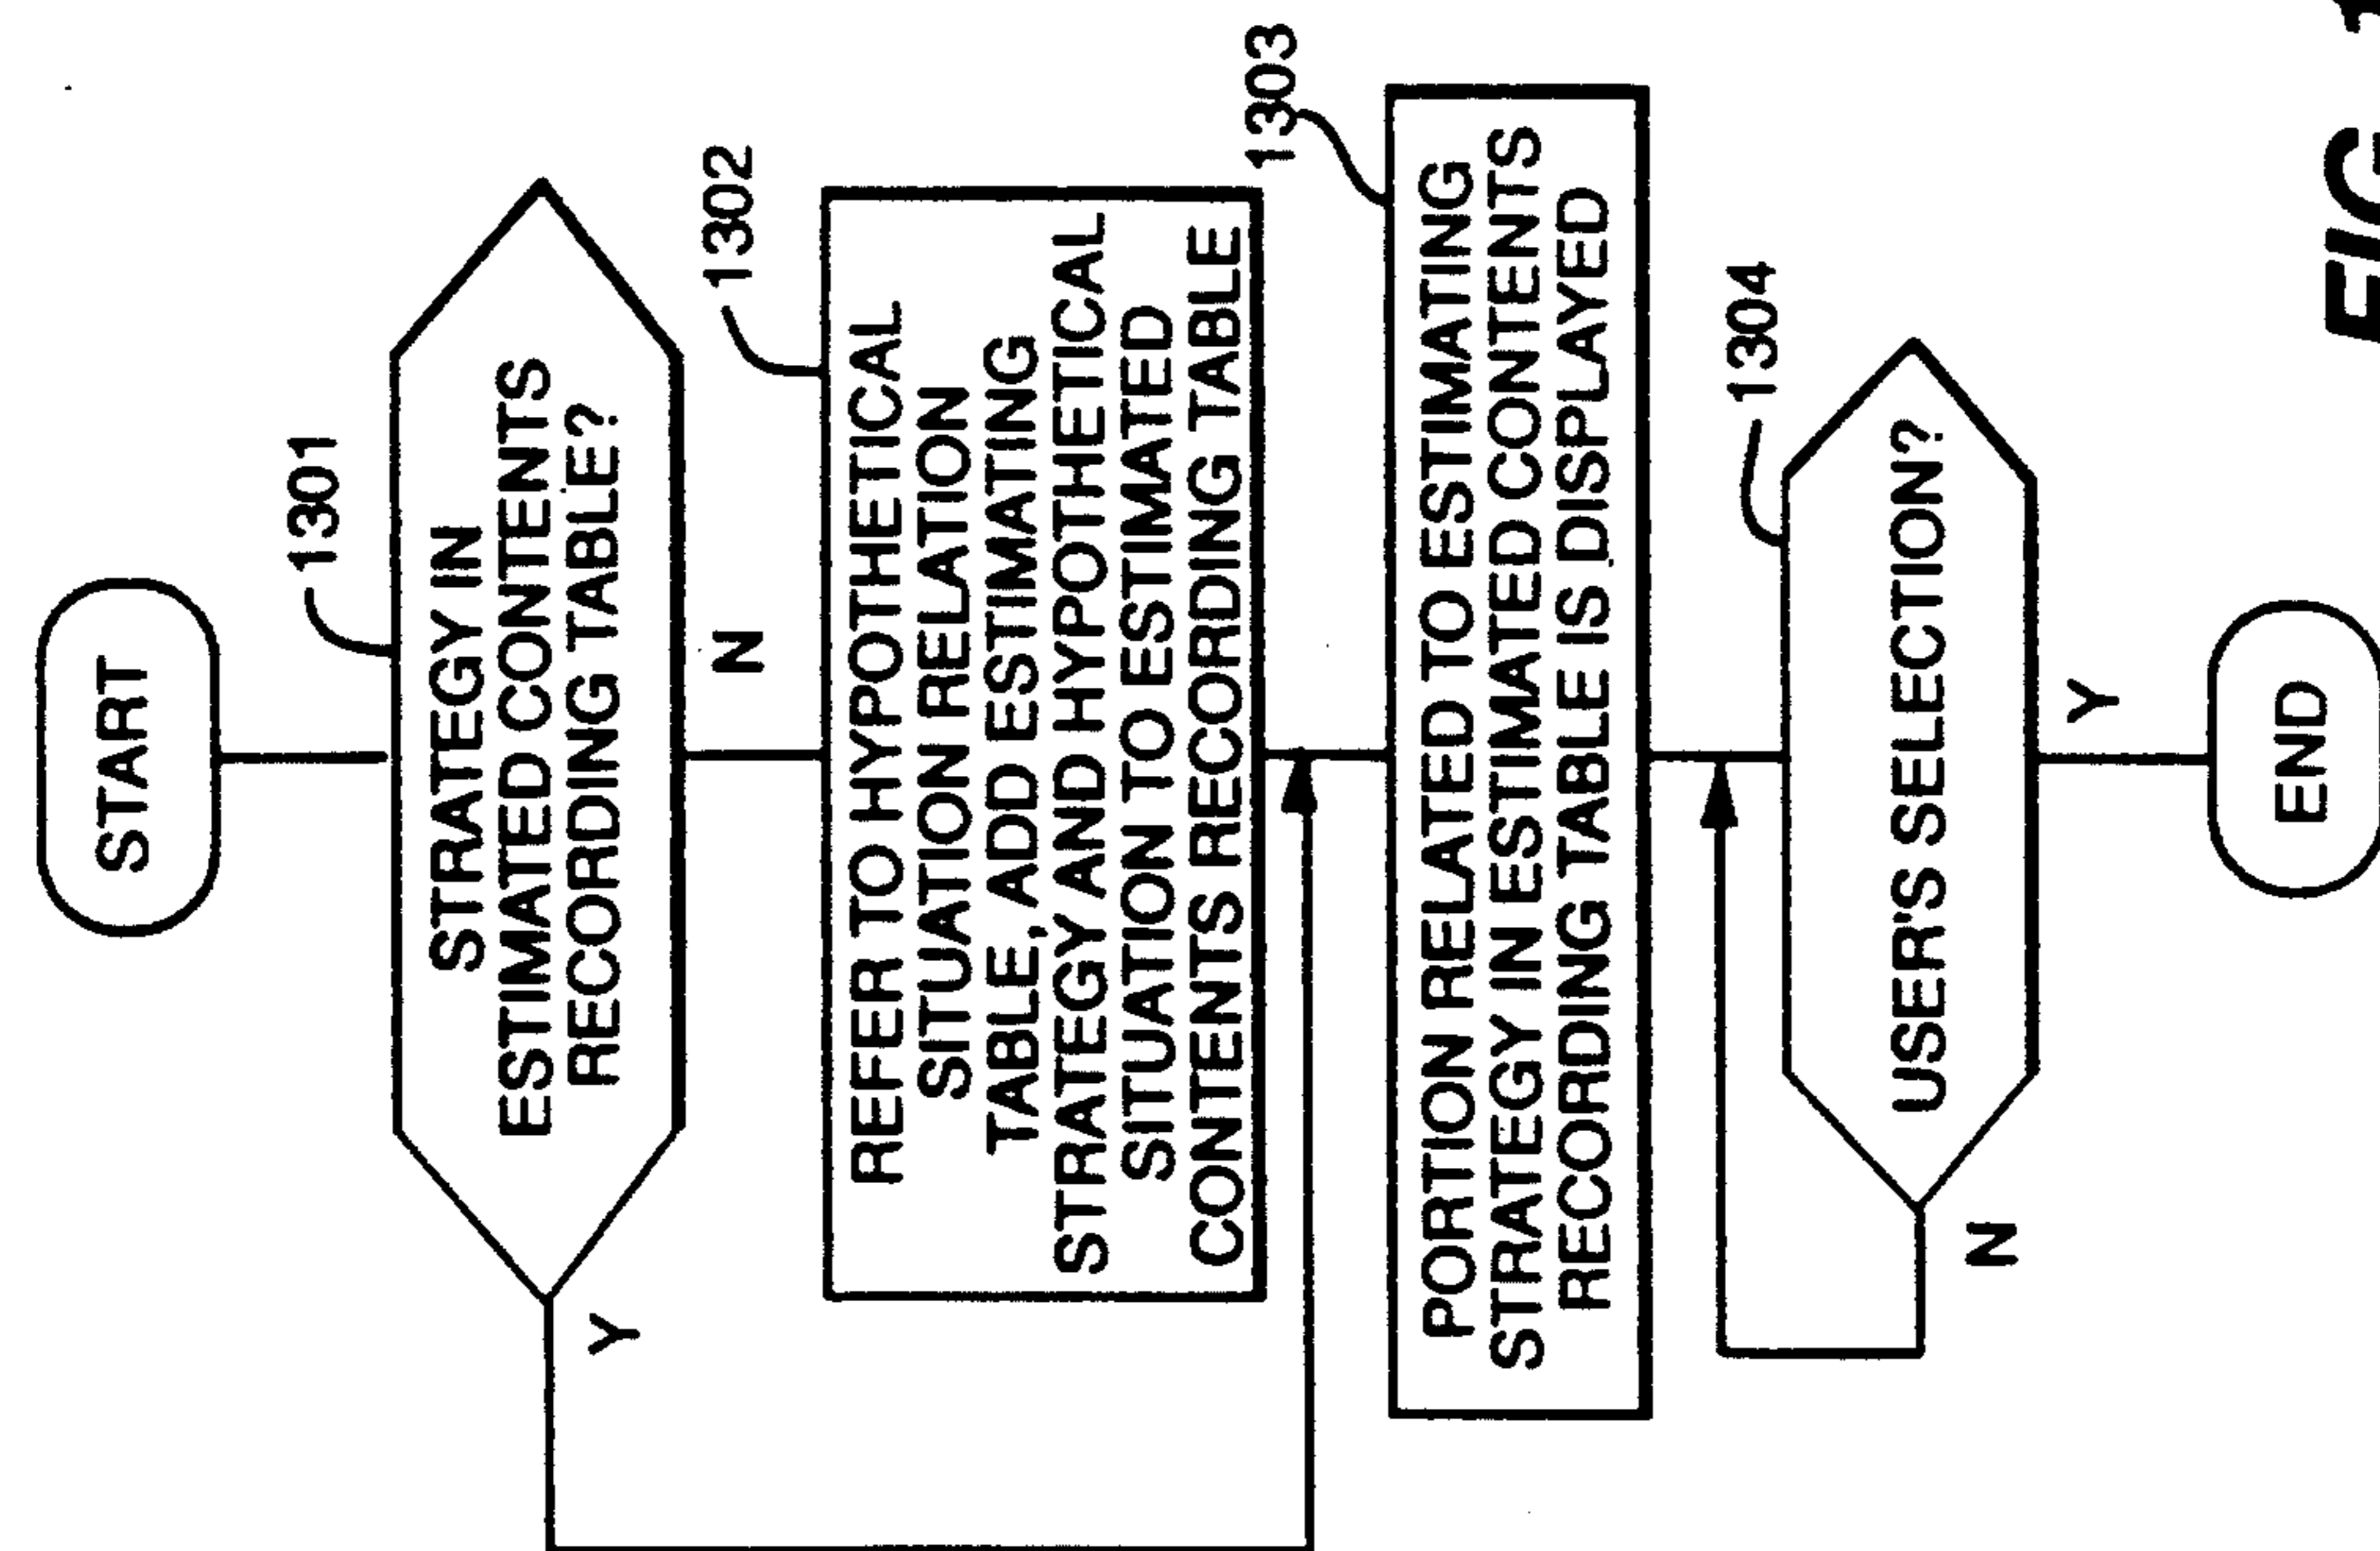 START
1301
STRATEGY IN
ESTIMATED CONTENTS
RECORDING TABLE?
Y
N
1302
REFER TO HYPOTHETICAL
SITUATION RELATION
TABLE, ADD ESTIMATING
STRATEGY AND HYPOTHETICAL
SITUATION TO ESTIMATED
CONTENTS RECORDING TABLE
1303
PORTION RELATED TO ESTIMATING
STRATEGY IN ESTIMATED CONTENTS
RECORDING TABLE IS DISPLAYED
1304
USER'S SELECTION?
N
Y
END